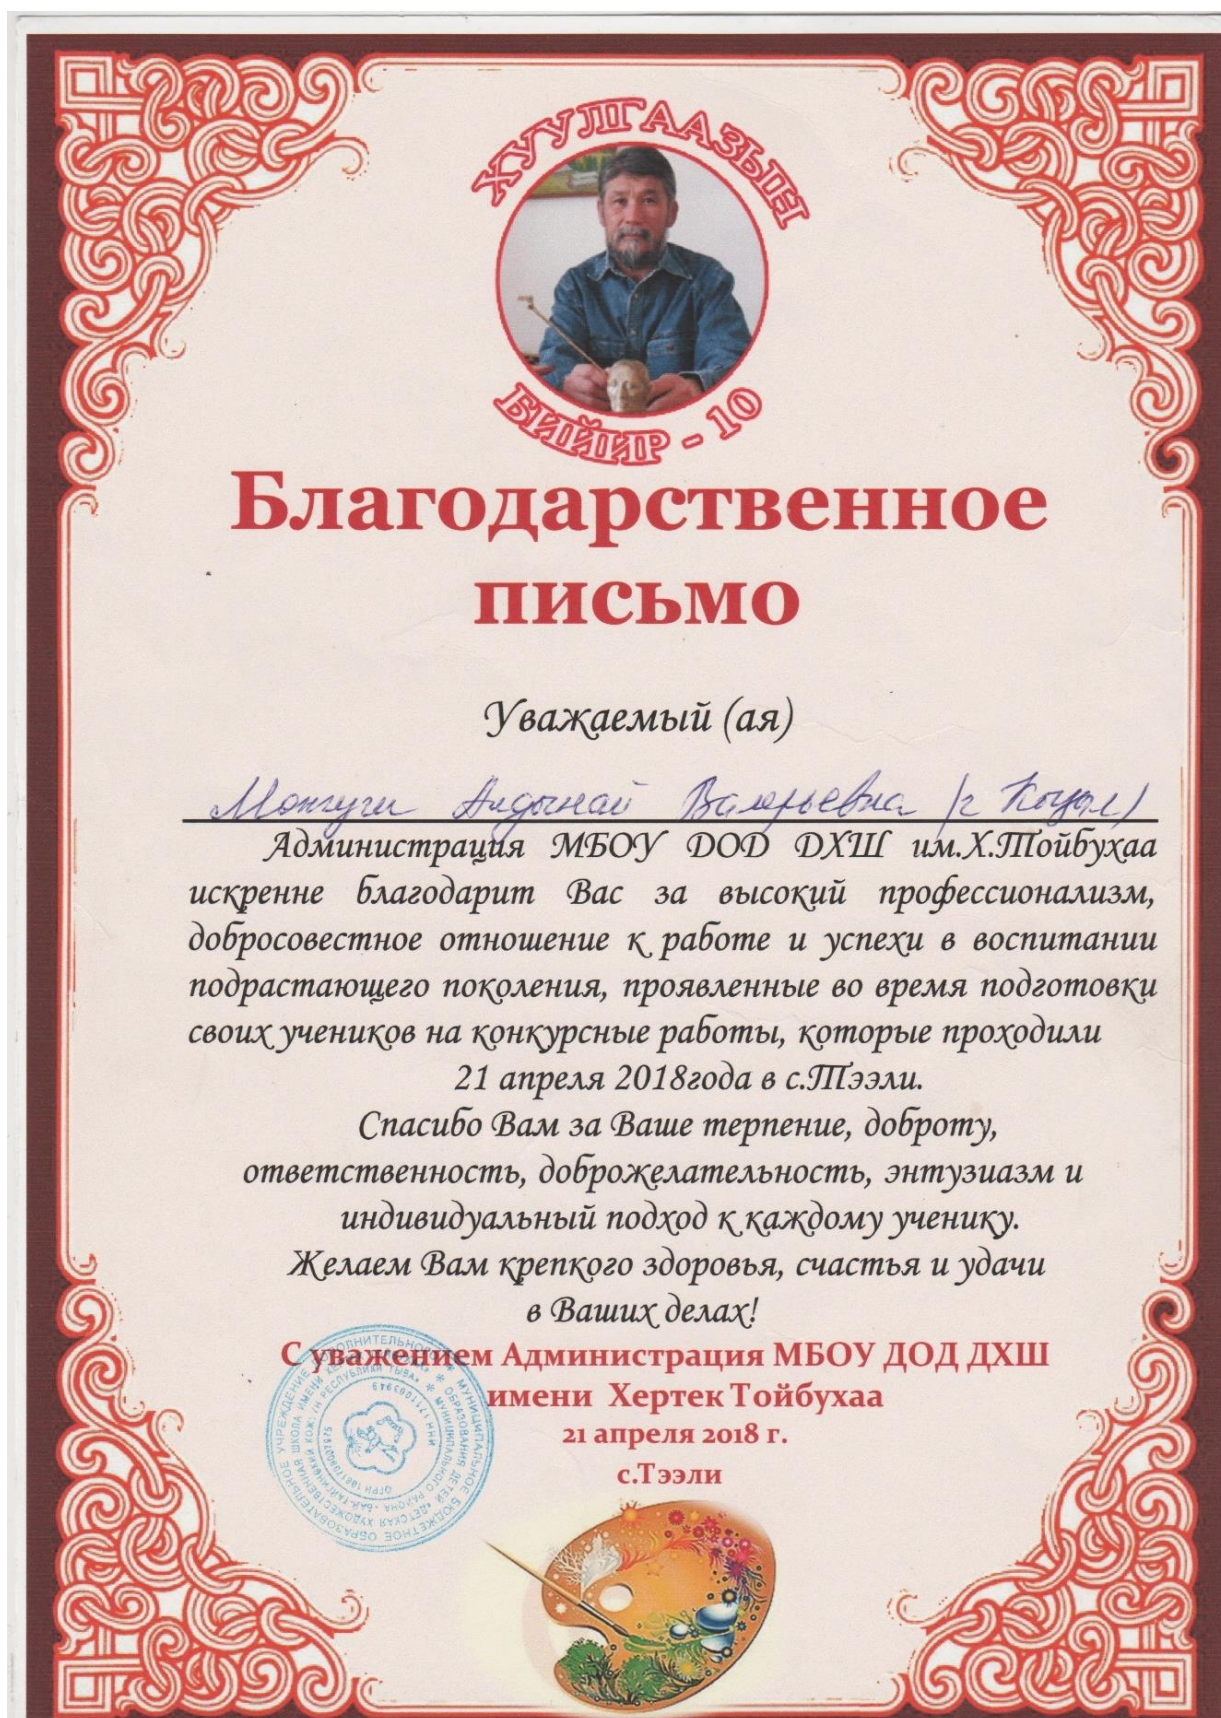 ХУУЛГААЗЫН
БИЙИР - 10
Благодарственное
письмо
Уважаемый (ая)
Монгуш Алдынай Валерьевна (г Кызыл)
Администрация МБОУ ДОД ДХШ им.Х.Тойбухаа
искренне благодарит Вас за высокий профессионализм,
добросовестное отношение к работе и успехи в воспитании
подрастающего поколения, проявленные во время подготовки
своих учеников на конкурсные работы, которые проходили
21 апреля 2018года в с.Тээли.
Спасибо Вам за Ваше терпение, доброту,
ответственность, доброжелательность, энтузиазм и
индивидуальный подход к каждому ученику.
Желаем Вам крепкого здоровья, счастья и удачи
в Ваших делах!
С уважением Администрация МБОУ ДОД ДХШ
имени Хертек Тойбухаа
21 апреля 2018 г.
с.Тээли